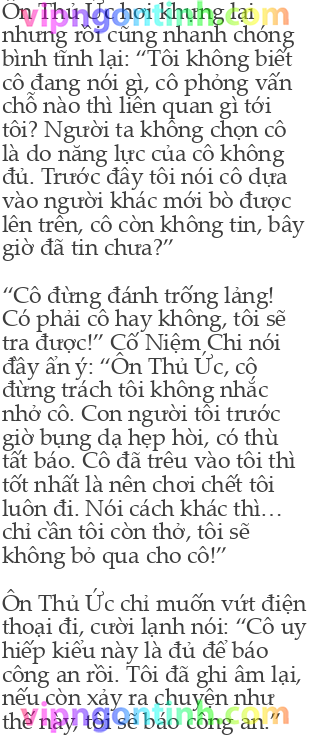 Ôn Thủ Ức hơi khựng lại
nhưng rồi cũng nhanh chóng
bình tĩnh lại: “Tôi không biết
cô đang nói gì, cô phỏng vấn
chỗ nào thì liên quan gì tới
tôi? Người ta không chọn cô
là do năng lực của cô không
đủ. Trước đây tôi nói cô dựa
vào người khác mới bò được
lên trên, cô còn không tin, bây
giờ đã tin chưa?”
“Cô đừng đánh trống lảng!
Có phải cô hay không, tôi sẽ
tra được!” Cố Niệm Chi nói
đầy ẩn ý: “Ôn Thủ Ức, cô
đừng trách tôi không nhắc
nhở cô. Con người tôi trước
giờ bụng dạ hẹp hòi, có thù
tất báo. Cô đã trêu vào tôi thì
tốt nhất là nên chơi chết tôi
luôn đi. Nói cách khác thì…
chỉ cần tôi còn thở, tôi sẽ
không bỏ qua cho cô!”
Ôn Thủ Ức chỉ muốn vứt điện
thoại đi, cười lạnh nói: “Cô uy
hiếp kiểu này là đủ để báo
công an rồi. Tôi đã ghi âm lại,
nếu còn xảy ra chuyện như
thế này, tôi sẽ báo công an.”
vipngontinh.com
vipngontinh.com